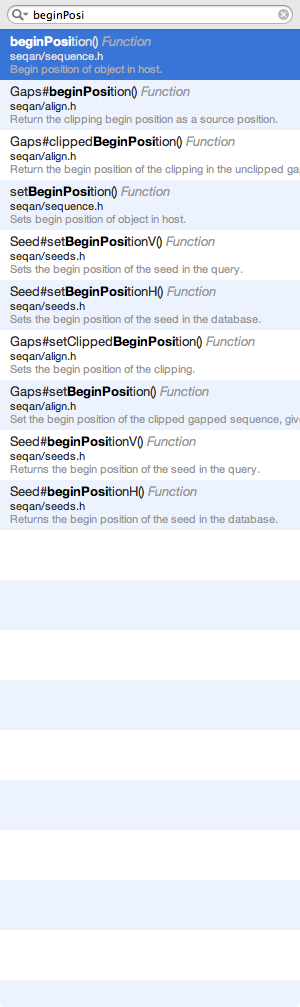 beginPosi
beginPosition() Function
seqan/sequence.h
Begin position of object in host.
Gaps#beginPosition() Function
seqan/align.h
Return the clipping begin position as a source position.
Gaps#clippedBeginPosition() Function
seqan/align.h
Return the begin position of the clipping in the unclipped ga
setBeginPosition() Function
seqan/sequence.h
Sets begin position of object in host.
Seed#setBeginPositionV() Function
seqan/seeds.h
Sets the begin position of the seed in the query.
Seed#setBeginPositionH() Function
seqan/seeds.h
Sets the begin position of the seed in the database.
Gaps#setClippedBeginPosition() Function
seqan/align.h
Sets the begin position of the clipping.
Gaps#setBeginPosition() Function
seqan/align.h
Set the begin position of the clipped gapped sequence, give
Seed#beginPositionV() Function
seqan/seeds.h
Returns the begin position of the seed in the query.
Seed#beginPositionH() Function
seqan/seeds.h
Returns the begin position of the seed in the database.